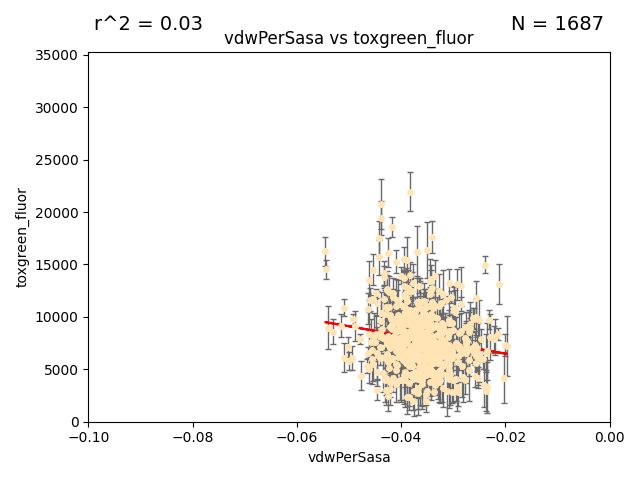 r^2 = 0.03
N = 1687
vdwPerSasa vs toxgreen_fluor
35000
30000
25000
20000
15000
10000
5000
0
toxgreen_fluor
−0.10
−0.08
−0.06
−0.04
−0.02
0.00
vdwPerSasa